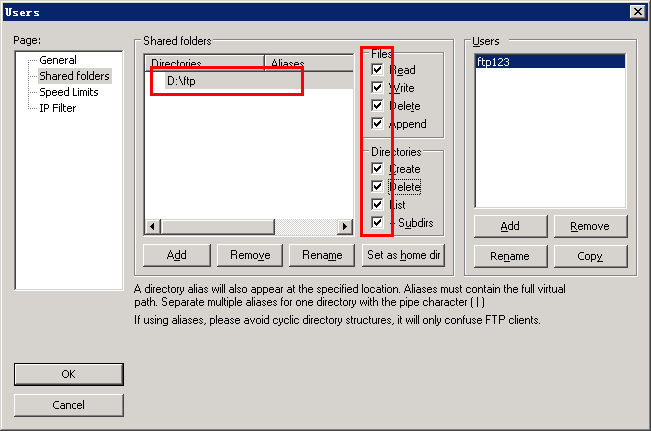 Users
Page:
General
Shared folders
Speed Limits
IP Filter
Shared folders
Directories Aliases
D:\ftp
Files
Read
Write
Delete
Append
Directories
Create
Delete
List
+ Subdirs
Add Remove Rename Set as home dir
Users
ftp123
Add Remove
Rename Copy
A directory alias will also appear at the specified location. Aliases must contain the full virtual
path. Separate multiple aliases for one directory with the pipe character ( | )
If using aliases, please avoid cyclic directory structures, it will only confuse FTP clients.
OK
Cancel